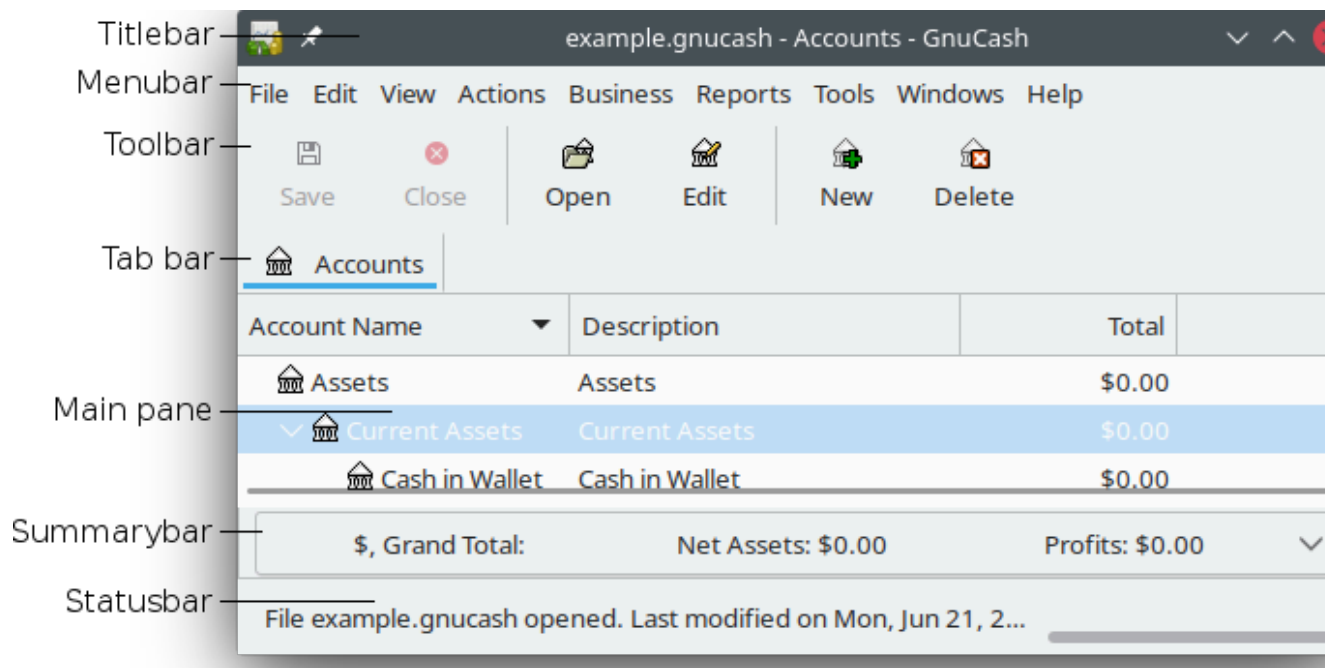 Titlebar
example.gnucash - Accounts - GnuCash
Menubar
File Edit View Actions Business Reports Tools Windows Help
Toolbar
Save Close Open Edit New Delete
Tab bar
Accounts
Account Name Description Total
Assets Assets $0.00
Main pane
Current Assets Current Assets $0.00
Cash in Wallet Cash in Wallet $0.00
Summarybar
$, Grand Total: Net Assets: $0.00 Profits: $0.00
Statusbar
File example.gnucash opened. Last modified on Mon, Jun 21, 2...